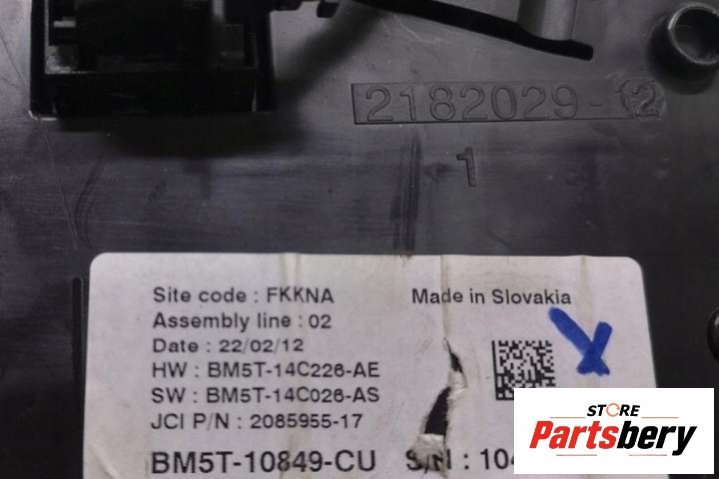 2182029-12
1
Site code : FKKNA Made in Slovakia
Assembly line : 02
Date : 22/02/12
HW : BM5T-14C226-AE
SW : BM5T-14C026-AS
JCI P/N : 2085955-17
BM5T-10849-CU S/N : 104
STORE
Partsbery